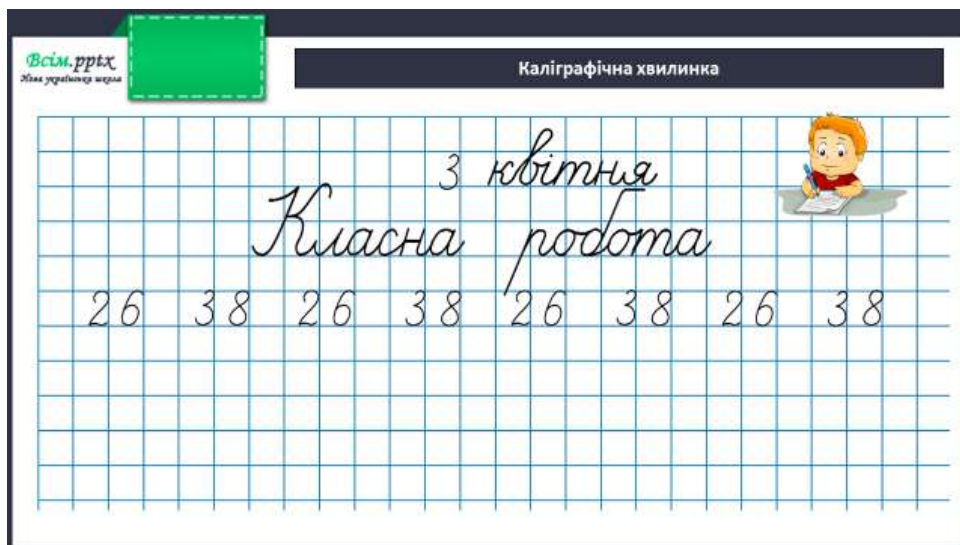 Всім.pptx
Нова українська школа
Каліграфічна хвилинка
3 квітня
Класна робота
26 38 26 38 26 38 26 38